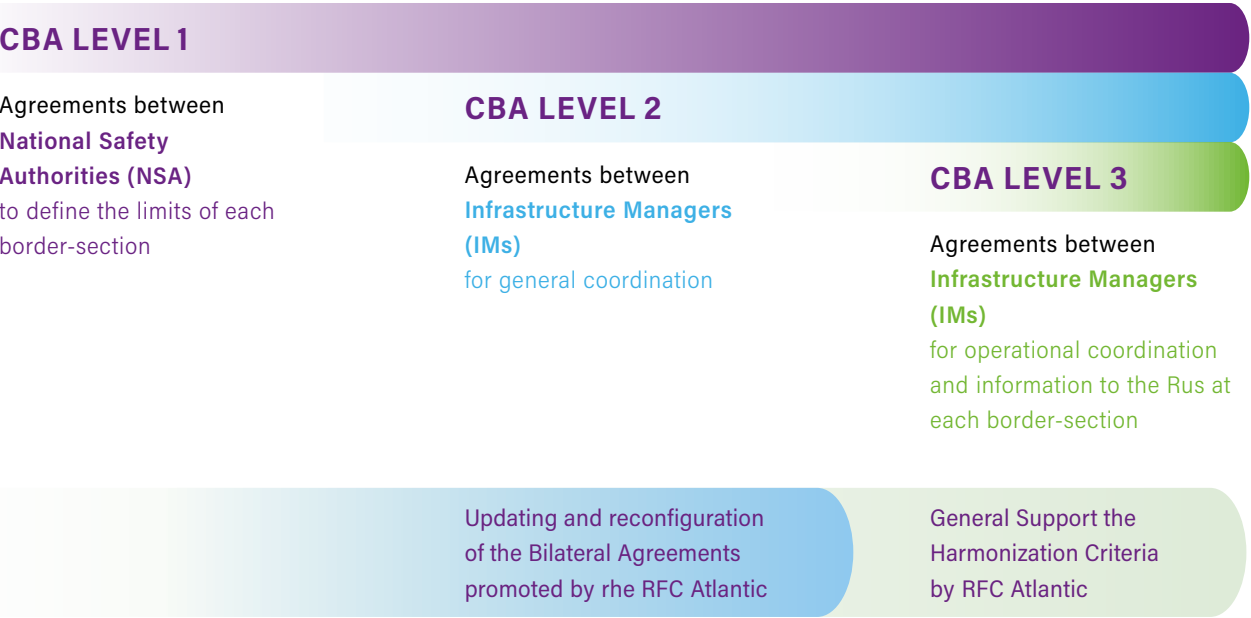 CBA LEVEL 1
Agreements between
National Safety
Authorities (NSA)
to define the limits of each
border-section
CBA LEVEL 2
Agreements between
Infrastructure Managers
(IMs)
for general coordination
CBA LEVEL 3
Agreements between
Infrastructure Managers
(IMs)
for operational coordination
and information to the Rus at
each border-section
Updating and reconfiguration
of the Bilateral Agreements
promoted by rhe RFC Atlantic
General Support the
Harmonization Criteria
by RFC Atlantic